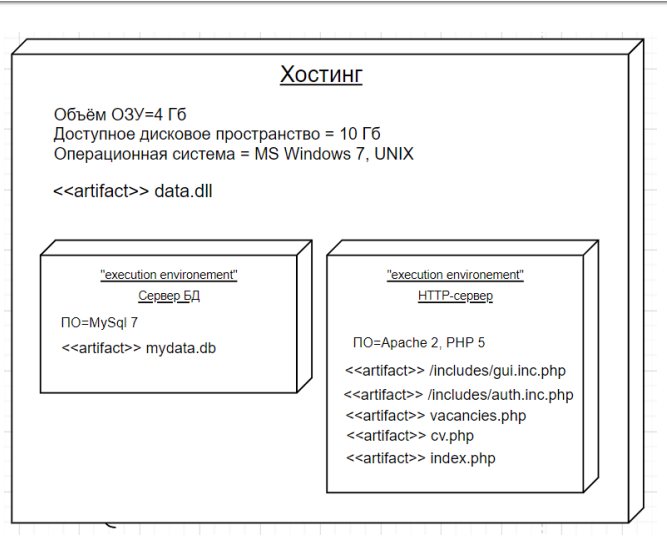 Хостинг
Объём ОЗУ=4 Гб
Доступное дисковое пространство = 10 Гб
Операционная система = MS Windows 7, UNIX
<<artifact>> data.dll
"execution environement"
Сервер БД
ПО=MySql 7
<<artifact>> mydata.db
"execution environement"
HTTP-сервер
ПО=Apache 2, PHP 5
<<artifact>> /includes/gui.inc.php
<<artifact>> /includes/auth.inc.php
<<artifact>> vacancies.php
<<artifact>> cv.php
<<artifact>> index.php